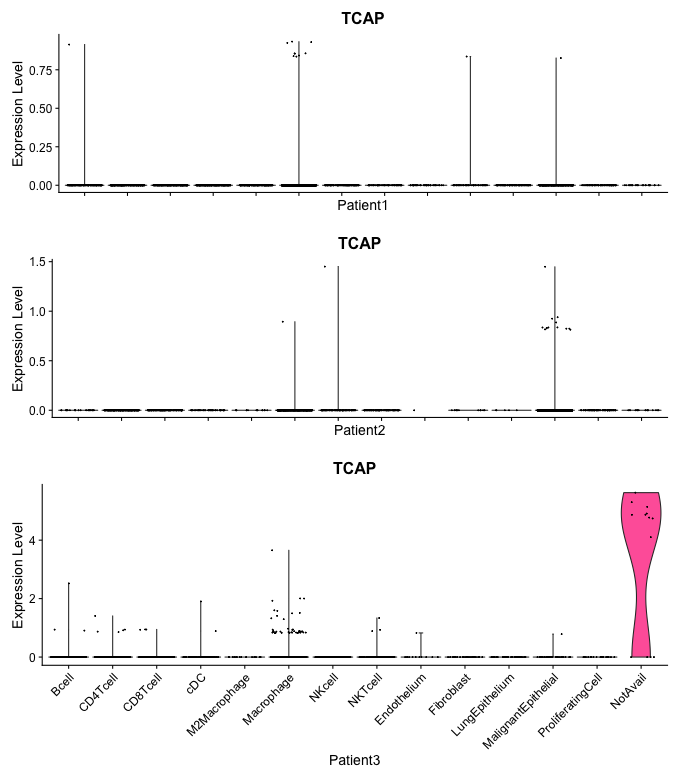 TCAP
Expression Level
0.75
0.50
0.25
0.00
Patient1
TCAP
Expression Level
1.5
1.0
0.5
0.0
Patient2
TCAP
Expression Level
4
2
0
Bcell
CD4Tcell
CD8Tcell
cDC
M2Macrophage
Macrophage
NKcell
NKTcell
Endothelium
Fibroblast
LungEpithelium
MalignantEpithelial
ProliferatingCell
NotAvail
Patient3